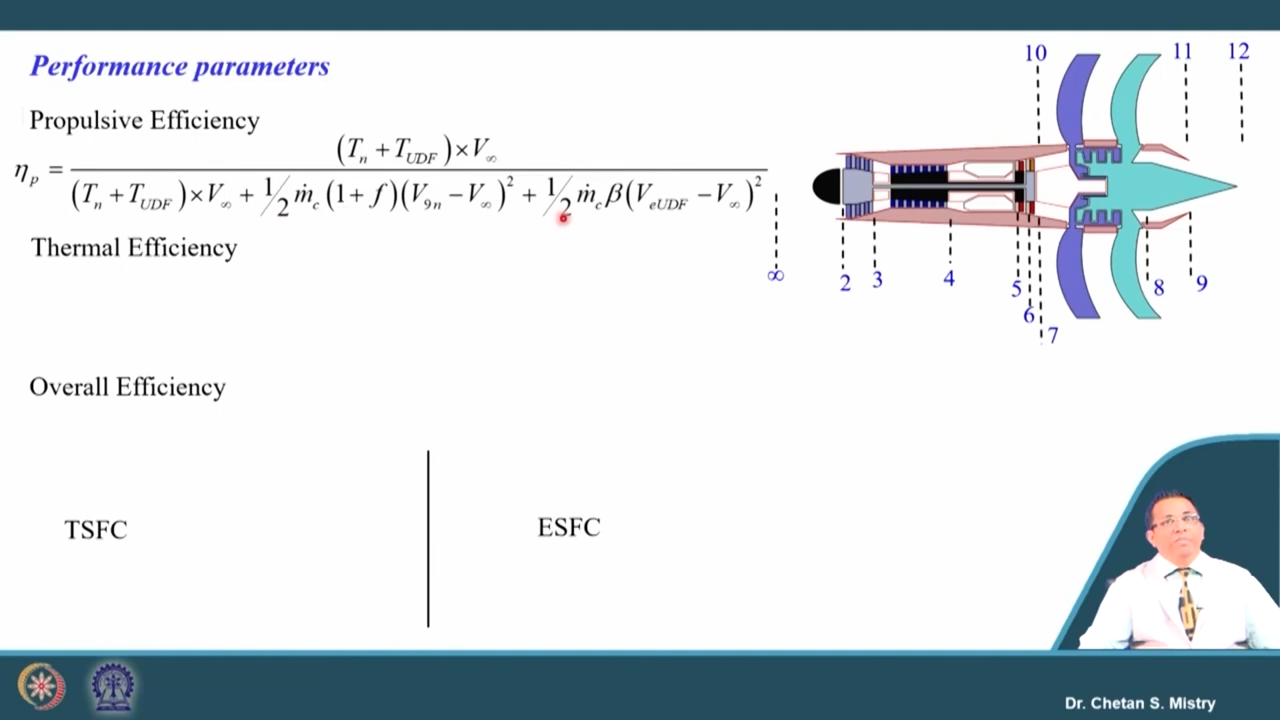 Performance parameters
Propulsive Efficiency
η_p = (T_n + T_UDF) × V_∞ / (T_n + T_UDF) × V_∞ + 1/2 ṁ_c (1 + f)(V_9n − V_∞)^2 + 1/2 ṁ_c β(V_eUDF − V_∞)^2
Thermal Efficiency
Overall Efficiency
TSFC
ESFC
10 11 12
∞ 2 3 4 5 6 7 8 9
Dr. Chetan S. Mistry